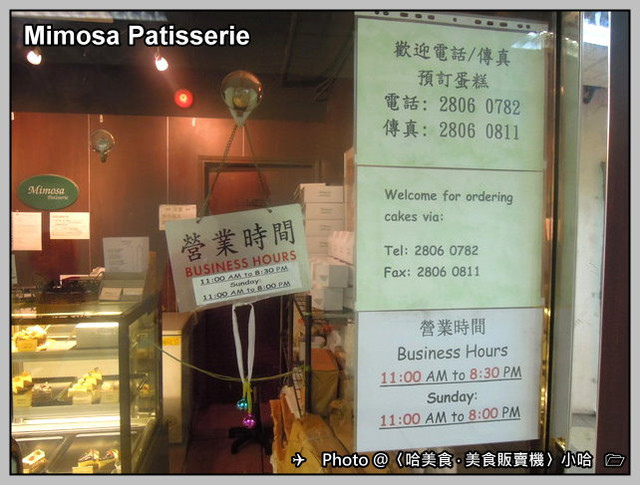 Mimosa Patisserie
歡迎電話/傳真
預訂蛋糕
電話: 2806 0782
傳真: 2806 0811
Welcome for ordering
cakes via:
Tel: 2806 0782
Fax: 2806 0811
營業時間
Business Hours
11:00 AM to 8:30 PM
Sunday:
11:00 AM to 8:00 PM
Mimosa
Patisserie
營業時間
BUSINESS HOURS
11:00 AM to 8:30 PM
Sunday:
11:00 AM to 8:00 PM
Photo @〈哈美食‧美食販賣機〉小哈